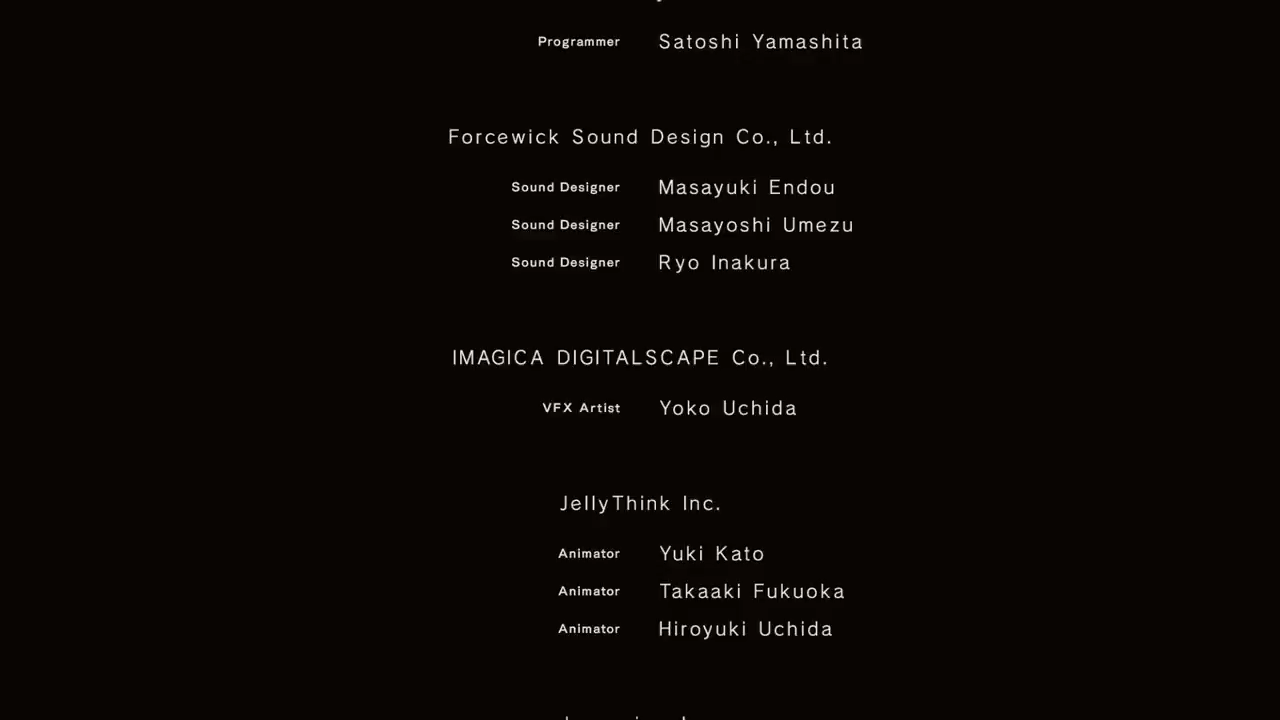 Programmer Satoshi Yamashita
Forcewick Sound Design Co., Ltd.
Sound Designer Masayuki Endou
Sound Designer Masayoshi Umezu
Sound Designer Ryo Inakura
IMAGICA DIGITALSCAPE Co., Ltd.
VFX Artist Yoko Uchida
JellyThink Inc.
Animator Yuki Kato
Animator Takaaki Fukuoka
Animator Hiroyuki Uchida